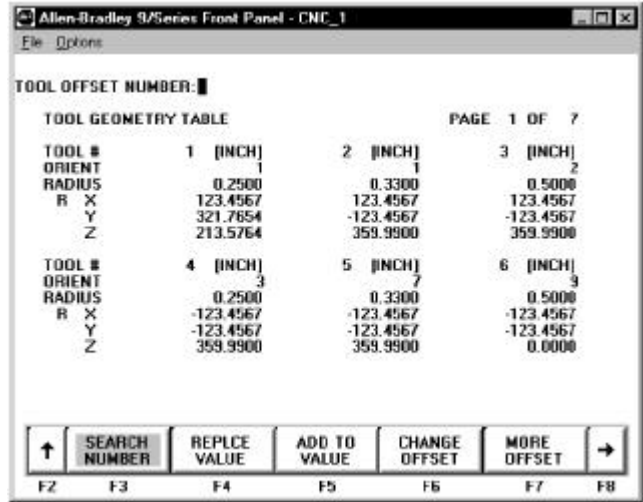 Allen-Bradley 9/Series Front Panel - CNC_1
File Options
TOOL OFFSET NUMBER:
TOOL GEOMETRY TABLE PAGE 1 OF 7
TOOL # 1 [INCH] 2 [INCH] 3 [INCH]
ORIENT 1 1 2
RADIUS 0.2500 0.3300 0.5000
R X 123.4567 123.4567 123.4567
Y 321.7654 -123.4567 -123.4567
Z 213.5764 359.9900 359.9900
TOOL # 4 [INCH] 5 [INCH] 6 [INCH]
ORIENT 3 7 9
RADIUS 0.2500 0.3300 0.5000
R X -123.4567 -123.4567 -123.4567
Y -123.4567 -123.4567 -123.4567
Z 359.9900 359.9900 0.0000
SEARCH REPLCE ADD TO CHANGE MORE
NUMBER VALUE VALUE OFFSET OFFSET
F2 F3 F4 F5 F6 F7 F8